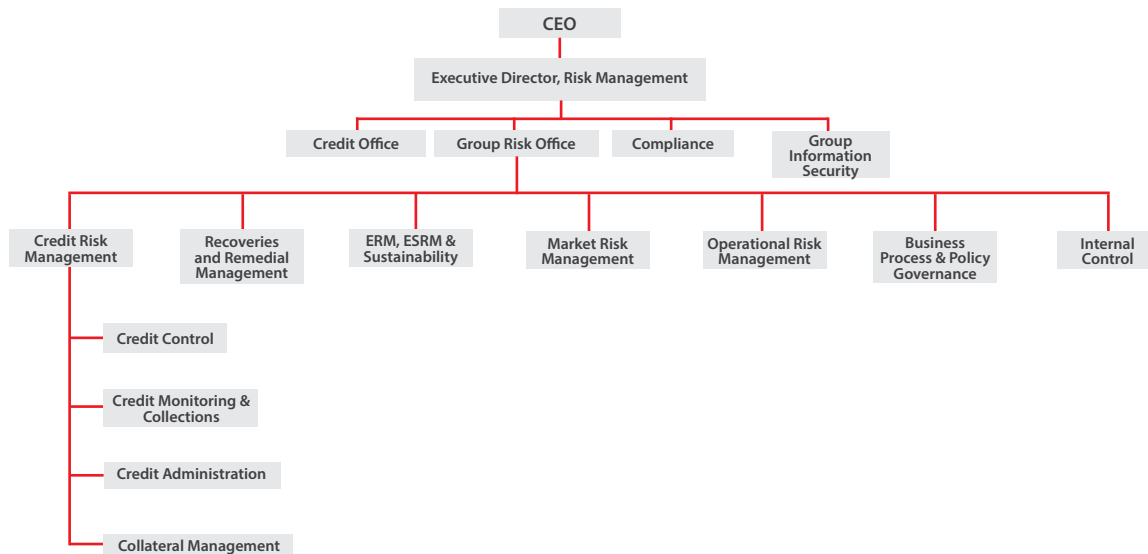 CEO
Executive Director, Risk Management
Credit Office
Group Risk Office
Compliance
Group
Information
Security
Credit Risk
Management
Recoveries
and Remedial
Management
ERM, ESRM &
Sustainability
Market Risk
Management
Operational Risk
Management
Business
Process & Policy
Governance
Internal
Control
Credit Control
Credit Monitoring &
Collections
Credit Administration
Collateral Management